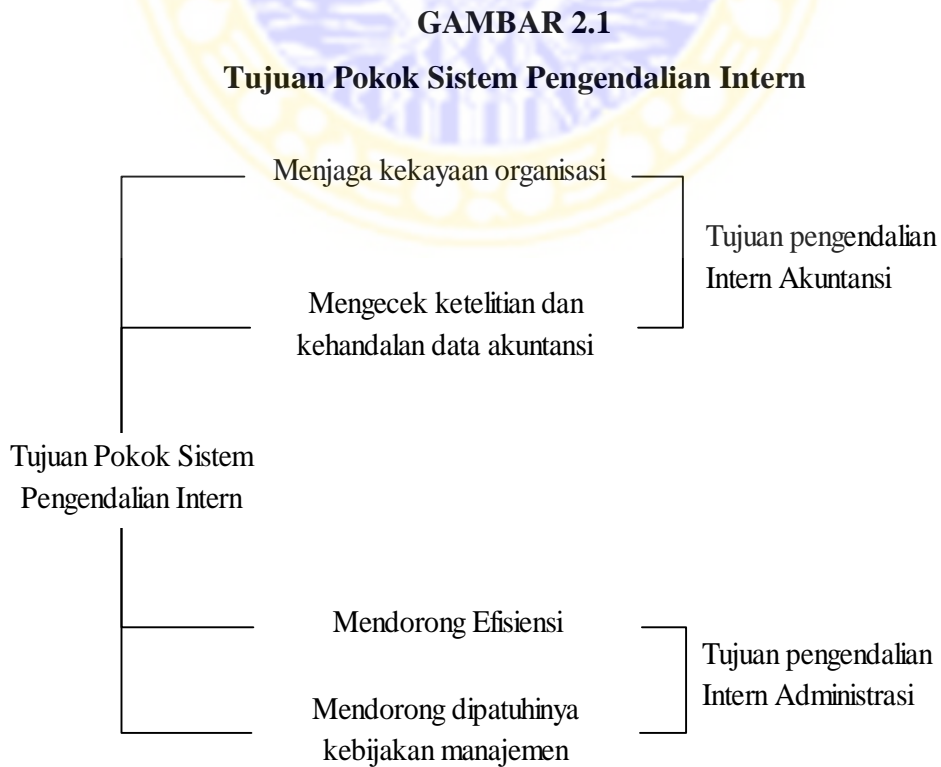 GAMBAR 2.1
Tujuan Pokok Sistem Pengendalian Intern
Menjaga kekayaan organisasi
Tujuan pengendalian
Intern Akuntansi
Mengecek ketelitian dan
kehandalan data akuntansi
Tujuan Pokok Sistem
Pengendalian Intern
Mendorong Efisiensi
Tujuan pengendalian
Intern Administrasi
Mendorong dipatuhinya
kebijakan manajemen